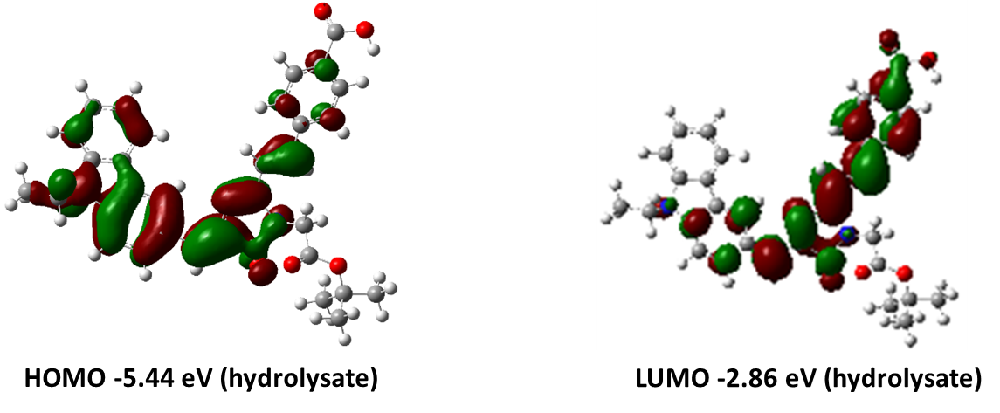 HOMO -5.44 eV (hydrolysate)
LUMO -2.86 eV (hydrolysate)